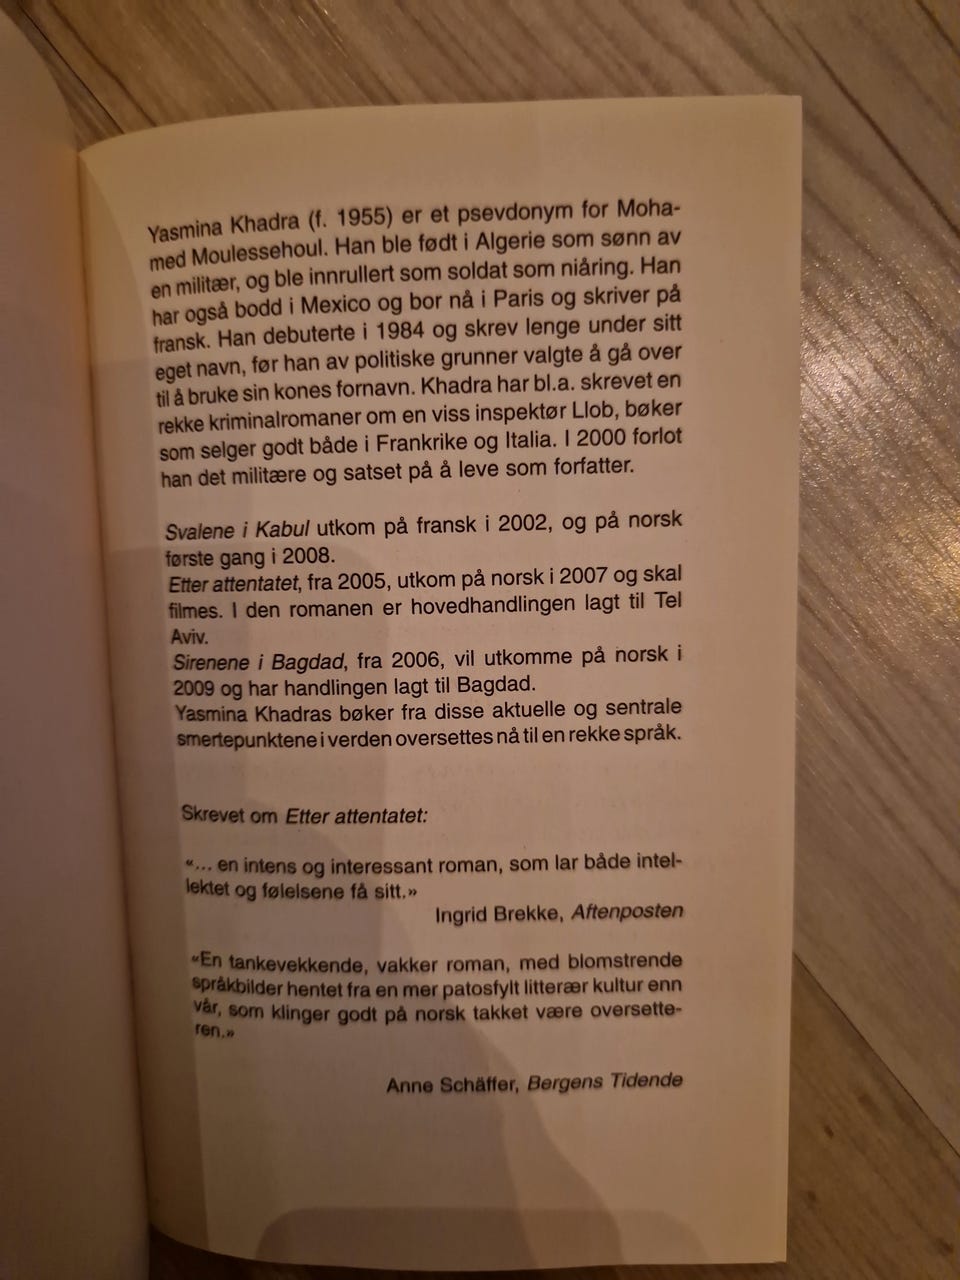 Yasmina Khadra (f. 1955) er et psevdonym for Moha-
med Moulessehoul. Han ble født i Algerie som sønn av
en militær, og ble innrullert som soldat som niåring. Han
har også bodd i Mexico og bor nå i Paris og skriver på
fransk. Han debuterte i 1984 og skrev lenge under sitt
eget navn, før han av politiske grunner valgte å gå over
til å bruke sin kones fornavn. Khadra har bl.a. skrevet en
rekke kriminalromaner om en viss inspektør Llob, bøker
som selger godt både i Frankrike og Italia. I 2000 forlot
han det militære og satset på å leve som forfatter.
Svalene i Kabul utkom på fransk i 2002, og på norsk
første gang i 2008.
Etter attentatet, fra 2005, utkom på norsk i 2007 og skal
filmes. I den romanen er hovedhandlingen lagt til Tel
Aviv.
Sirenene i Bagdad, fra 2006, vil utkomme på norsk i
2009 og har handlingen lagt til Bagdad.
Yasmina Khadras bøker fra disse aktuelle og sentrale
smertepunktene i verden oversettes nå til en rekke språk.
Skrevet om Etter attentatet:
«... en intens og interessant roman, som lar både intel-
lektet og følelsene få sitt.»
Ingrid Brekke, Aftenposten
«En tankevekkende, vakker roman, med blomstrende
språkbilder hentet fra en mer patosfylt litterær kultur enn
vår, som klinger godt på norsk takket være oversette-
ren.»
Anne Schäffer, Bergens Tidende